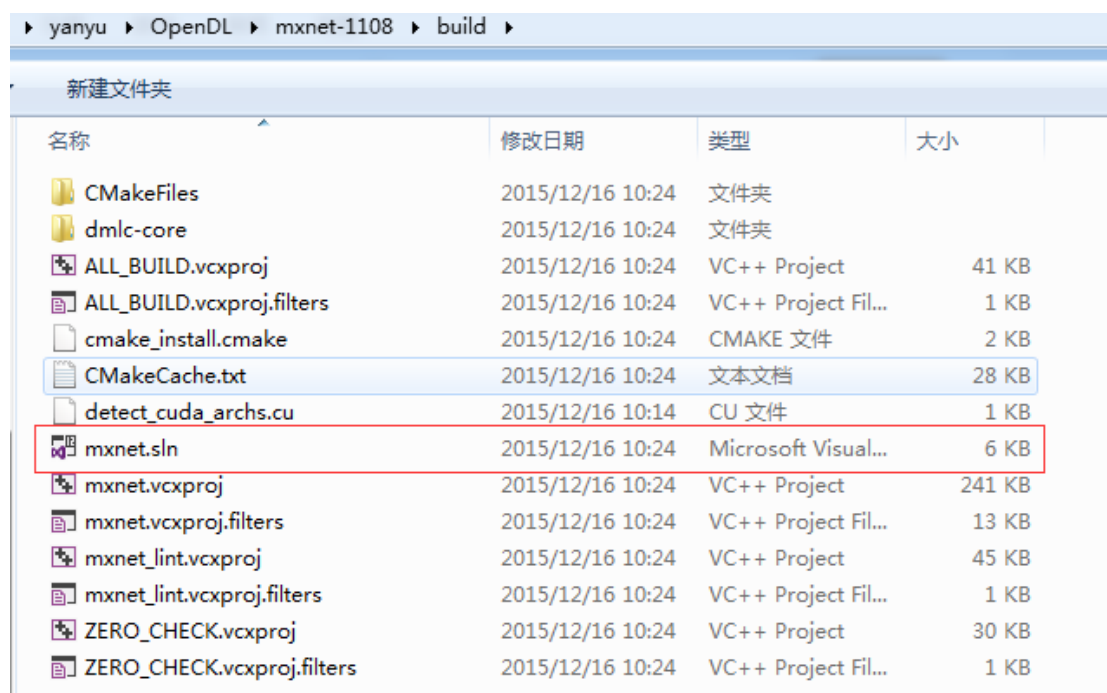 yanyu OpenDL mxnet-1108 build
新建文件夹
名称 修改日期 类型 大小
CMakeFiles 2015/12/16 10:24 文件夹
dmlc-core 2015/12/16 10:24 文件夹
ALL_BUILD.vcxproj 2015/12/16 10:24 VC++ Project 41 KB
ALL_BUILD.vcxproj.filters 2015/12/16 10:24 VC++ Project Fil... 1 KB
cmake_install.cmake 2015/12/16 10:24 CMAKE 文件 2 KB
CMakeCache.txt 2015/12/16 10:24 文本文档 28 KB
detect_cuda_archs.cu 2015/12/16 10:14 CU 文件 1 KB
mxnet.sln 2015/12/16 10:24 Microsoft Visual... 6 KB
mxnet.vcxproj 2015/12/16 10:24 VC++ Project 241 KB
mxnet.vcxproj.filters 2015/12/16 10:24 VC++ Project Fil... 13 KB
mxnet_lint.vcxproj 2015/12/16 10:24 VC++ Project 45 KB
mxnet_lint.vcxproj.filters 2015/12/16 10:24 VC++ Project Fil... 1 KB
ZERO_CHECK.vcxproj 2015/12/16 10:24 VC++ Project 30 KB
ZERO_CHECK.vcxproj.filters 2015/12/16 10:24 VC++ Project Fil... 1 KB